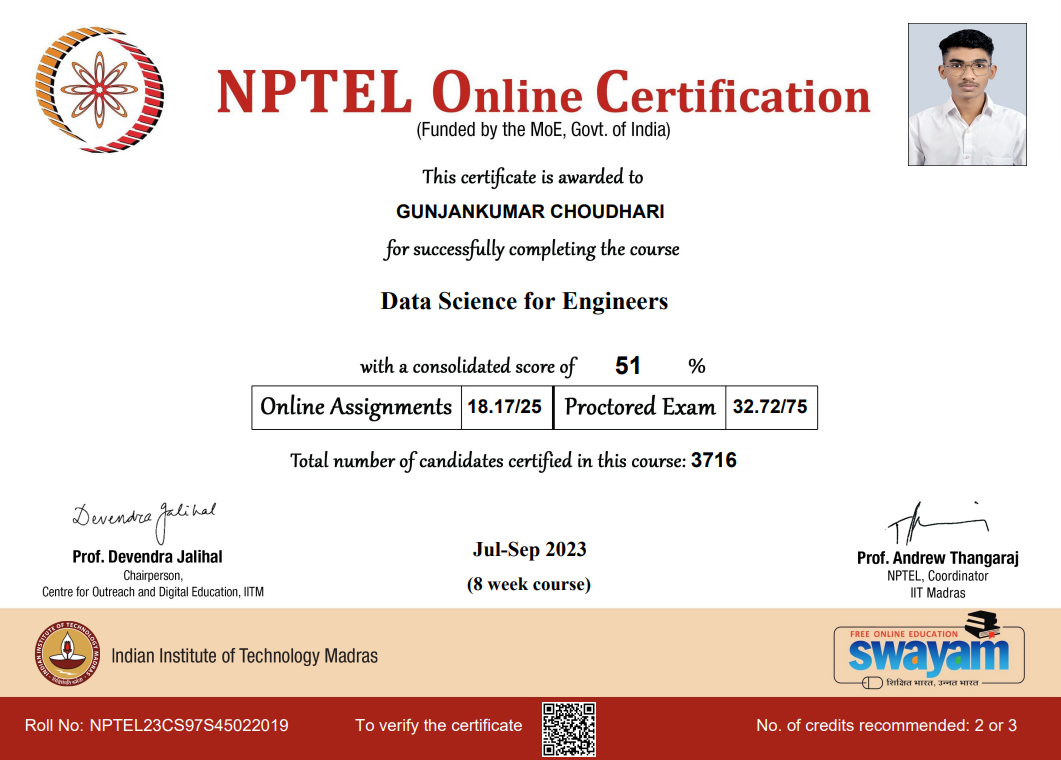 NPTEL Online Certification
(Funded by the MoE, Govt. of India)
This certificate is awarded to
GUNJANKUMAR CHOUDHARI
for successfully completing the course
Data Science for Engineers
with a consolidated score of 51 %
Online Assignments 18.17/25 Proctored Exam 32.72/75
Total number of candidates certified in this course: 3716
Devendra Jalihal
Prof. Devendra Jalihal
Chairperson,
Centre for Outreach and Digital Education, IITM
Jul-Sep 2023
(8 week course)
Prof. Andrew Thangaraj
NPTEL, Coordinator
IIT Madras
INDIAN INSTITUTE OF TECHNOLOGY MADRAS
Indian Institute of Technology Madras
FREE ONLINE EDUCATION
swayam
शिक्षित भारत, उन्नत भारत
Roll No: NPTEL23CS97S45022019
To verify the certificate
No. of credits recommended: 2 or 3